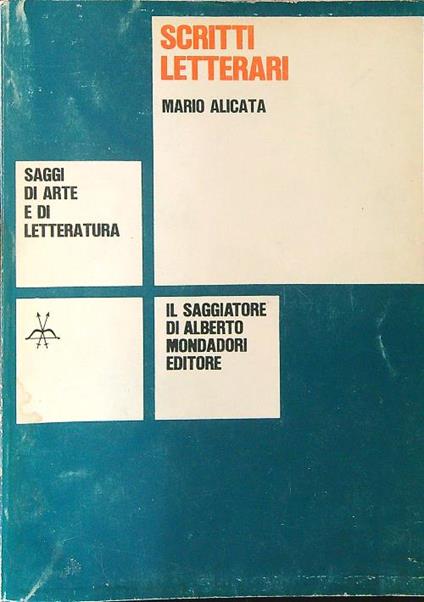 SCRITTI
LETTERARI
MARIO ALICATA
SAGGI
DI ARTE
E DI
LETTERATURA
IL SAGGIATORE
DI ALBERTO
MONDADORI
EDITORE